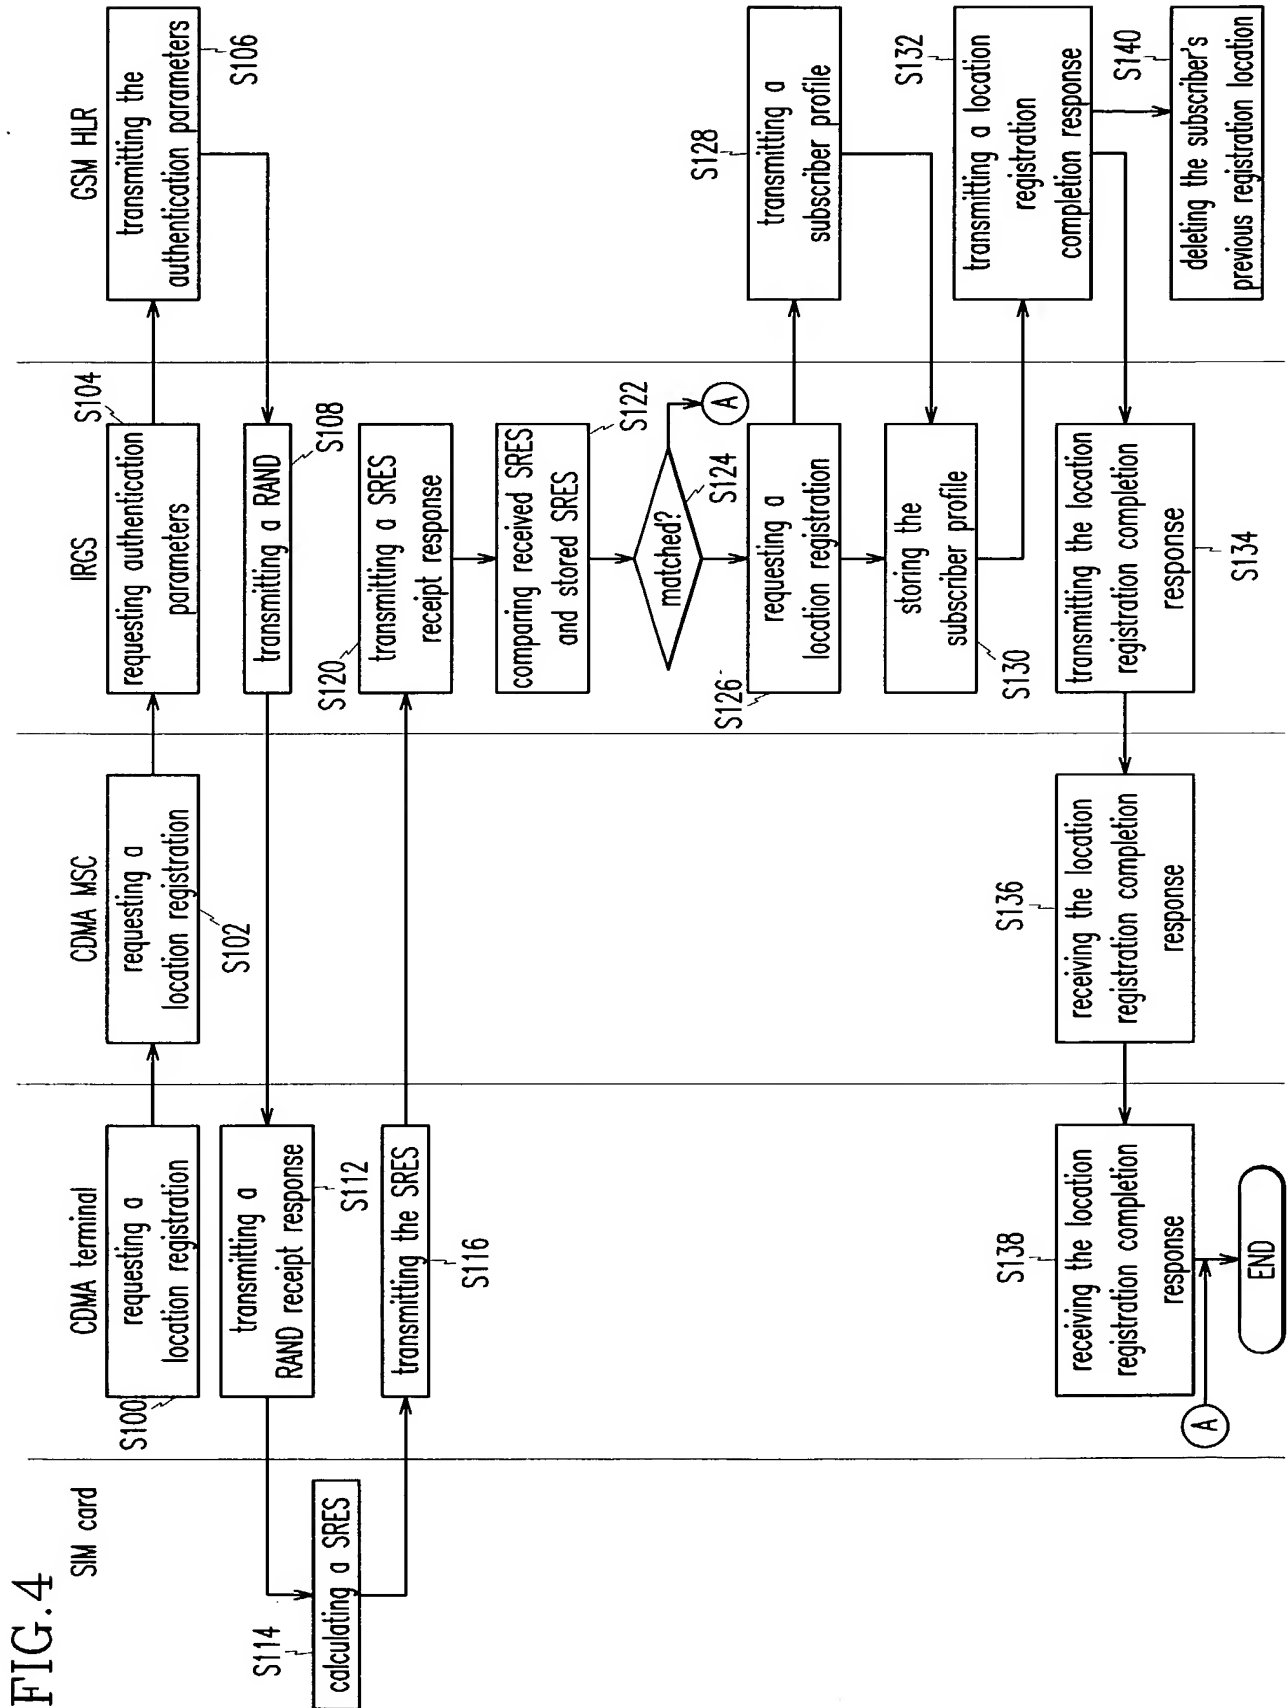 FIG.4
SIM card
CDMA terminal
CDMA MSC
IRGS
GSM HLR
requesting a
location registration
S100
requesting a
location registration
S102
requesting authentication
parameters
S104
transmitting the
authentication parameters
S106
transmitting a RAND
S108
transmitting a
RAND receipt response
S112
S114
calculating a SRES
transmitting the SRES
S116
S120
transmitting a SRES
receipt response
comparing received SRES
and stored SRES
S122
matched?
S124
A
S126
requesting a
location registration
S128
transmitting a
subscriber profile
storing the
subscriber profile
S130
S132
transmitting a location
registration
completion response
S140
deleting the subscriber's
previous registration location
transmitting the location
registration completion
response
S134
S136
receiving the location
registration completion
response
S138
receiving the location
registration completion
response
A
END